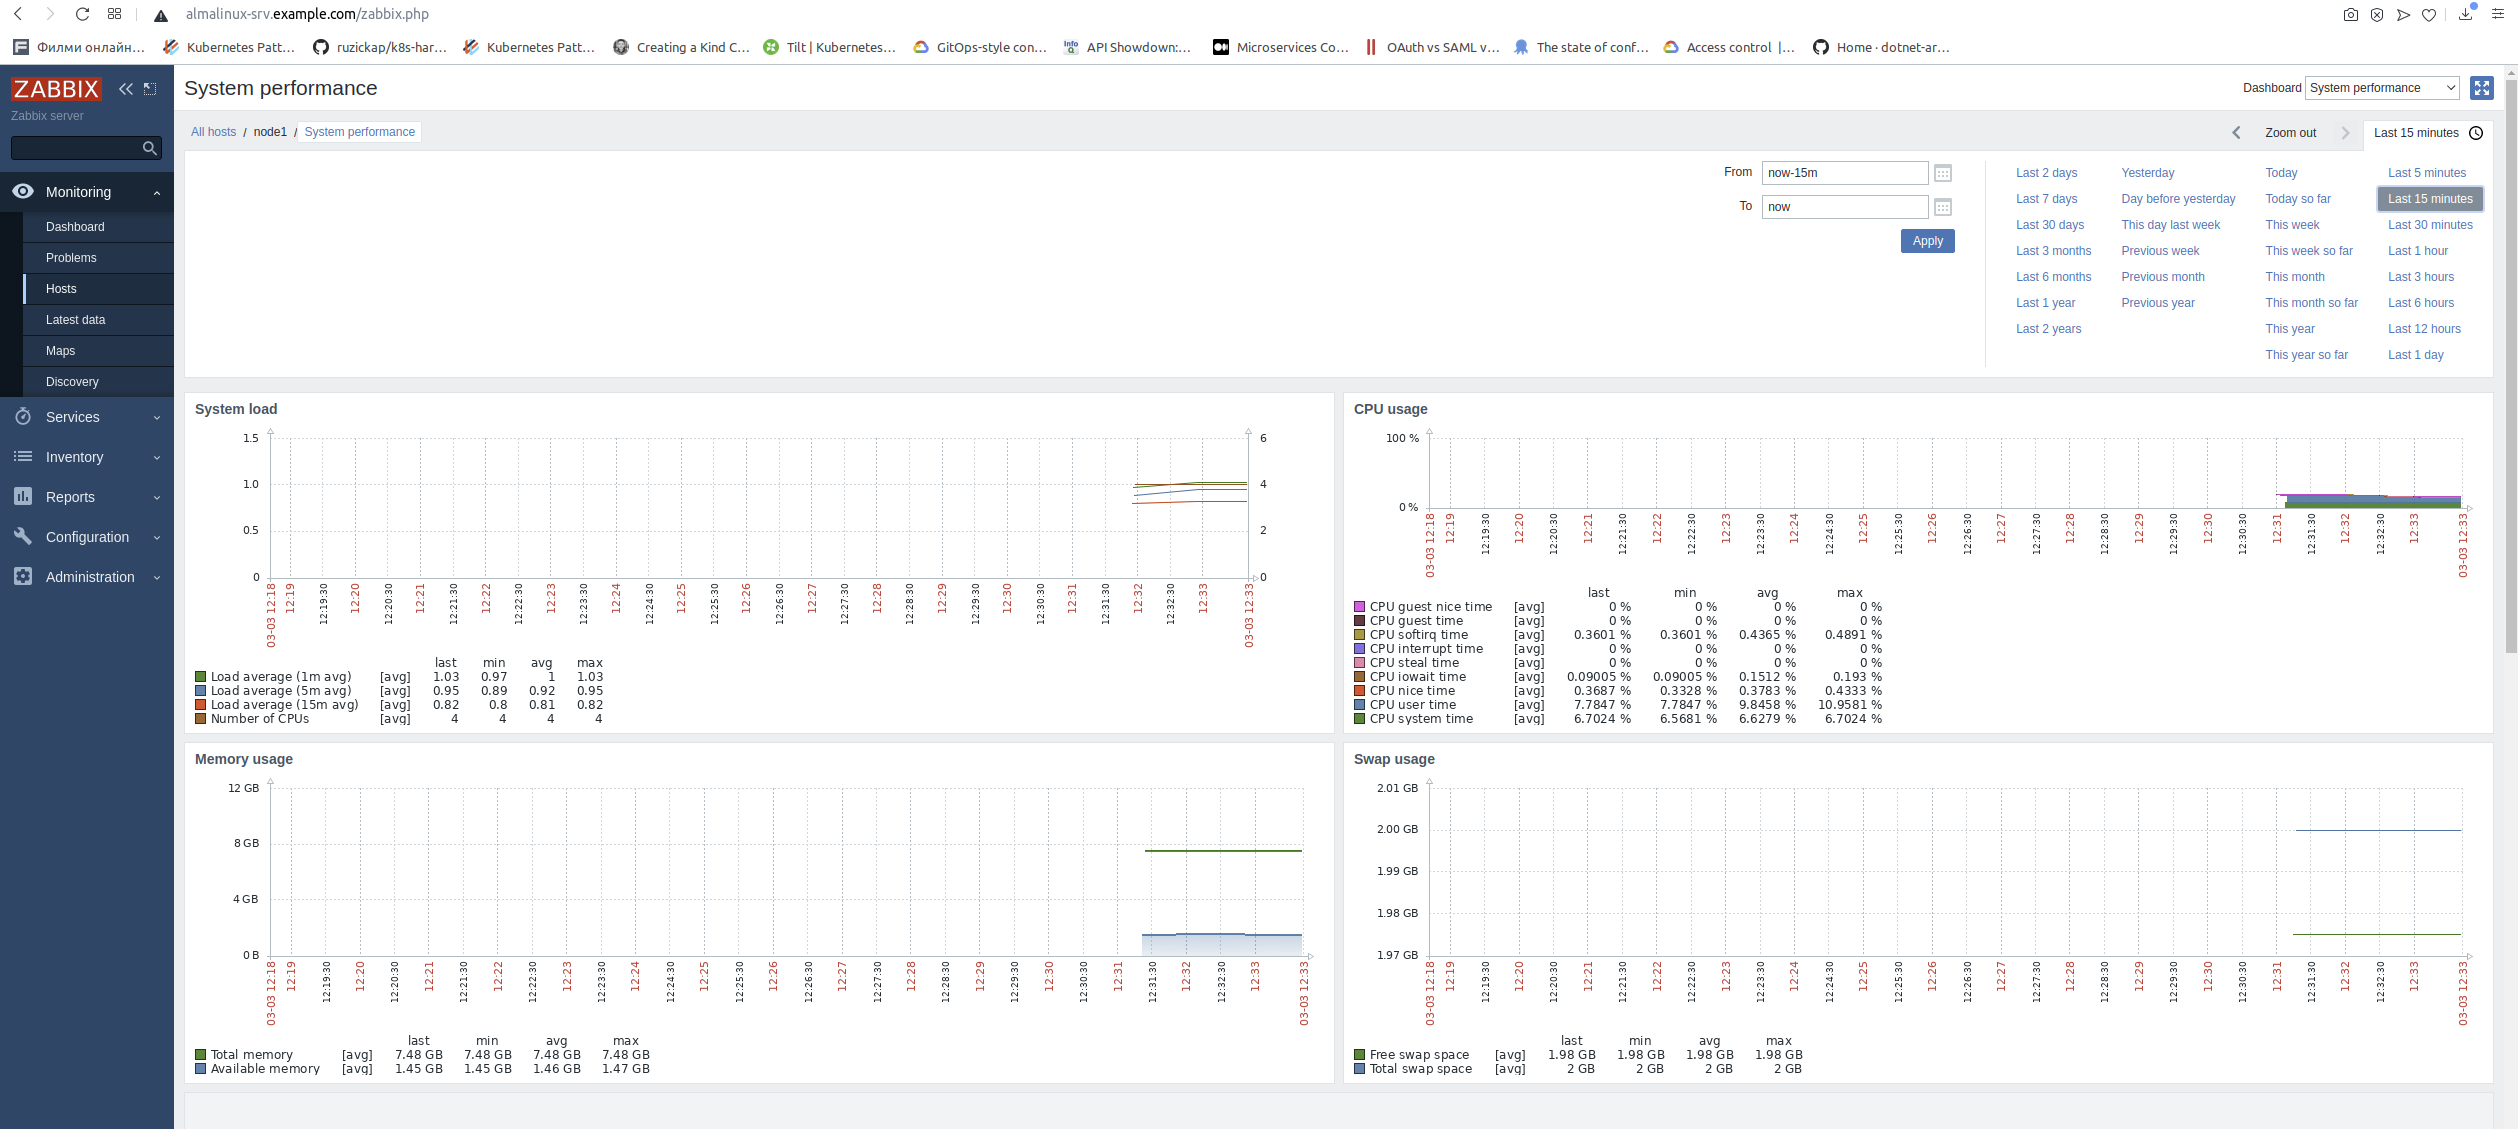 almalinux-srv.example.com/zabbix.php
Филми онлайн... Kubernetes Patt... ruzickap/k8s-har... Kubernetes Patt... Creating a Kind C... Tilt | Kubernetes... GitOps-style con... API Showdown:... Microservices Co... OAuth vs SAML v... The state of conf... Access control |... Home · dotnet-ar...
ZABBIX
Zabbix server
Monitoring
Dashboard
Problems
Hosts
Latest data
Maps
Discovery
Services
Inventory
Reports
Configuration
Administration
System performance
Dashboard System performance
All hosts / node1 / System performance
Zoom out Last 15 minutes
From now-15m
To now
Apply
Last 2 days Yesterday Today Last 5 minutes
Last 7 days Day before yesterday Today so far Last 15 minutes
Last 30 days This day last week This week Last 30 minutes
Last 3 months Previous week This week so far Last 1 hour
Last 6 months Previous month This month Last 3 hours
Last 1 year Previous year This month so far Last 6 hours
Last 2 years This year Last 12 hours
This year so far Last 1 day
System load
1.5 6
1.0 4
0.5 2
0 0
03-03 12:18 12:19 12:19:30 12:20 12:20:30 12:21 12:21:30 12:22 12:22:30 12:23 12:23:30 12:24 12:24:30 12:25 12:25:30 12:26 12:26:30 12:27 12:27:30 12:28 12:28:30 12:29 12:29:30 12:30 12:30:30 12:31 12:31:30 12:32 12:32:30 12:33 03-03 12:33
last min avg max
Load average (1m avg) [avg] 1.03 0.97 1 1.03
Load average (5m avg) [avg] 0.95 0.89 0.92 0.95
Load average (15m avg) [avg] 0.82 0.8 0.81 0.82
Number of CPUs [avg] 4 4 4 4
CPU usage
100 %
0 %
03-03 12:18 12:19 12:19:30 12:20 12:20:30 12:21 12:21:30 12:22 12:22:30 12:23 12:23:30 12:24 12:24:30 12:25 12:25:30 12:26 12:26:30 12:27 12:27:30 12:28 12:28:30 12:29 12:29:30 12:30 12:30:30 12:31 12:31:30 12:32 12:32:30 12:33 03-03 12:33
last min avg max
CPU guest nice time [avg] 0 % 0 % 0 % 0 %
CPU guest time [avg] 0 % 0 % 0 % 0 %
CPU softirq time [avg] 0.3601 % 0.3601 % 0.4365 % 0.4891 %
CPU interrupt time [avg] 0 % 0 % 0 % 0 %
CPU steal time [avg] 0 % 0 % 0 % 0 %
CPU iowait time [avg] 0.09005 % 0.09005 % 0.1512 % 0.193 %
CPU nice time [avg] 0.3687 % 0.3328 % 0.3783 % 0.4333 %
CPU user time [avg] 7.7847 % 7.7847 % 9.8458 % 10.9581 %
CPU system time [avg] 6.7024 % 6.5681 % 6.6279 % 6.7024 %
Memory usage
12 GB
8 GB
4 GB
0 B
03-03 12:18 12:19 12:19:30 12:20 12:20:30 12:21 12:21:30 12:22 12:22:30 12:23 12:23:30 12:24 12:24:30 12:25 12:25:30 12:26 12:26:30 12:27 12:27:30 12:28 12:28:30 12:29 12:29:30 12:30 12:30:30 12:31 12:31:30 12:32 12:32:30 12:33 03-03 12:33
last min avg max
Total memory [avg] 7.48 GB 7.48 GB 7.48 GB 7.48 GB
Available memory [avg] 1.45 GB 1.45 GB 1.46 GB 1.47 GB
Swap usage
2.01 GB
2.00 GB
1.99 GB
1.98 GB
1.97 GB
03-03 12:18 12:19 12:19:30 12:20 12:20:30 12:21 12:21:30 12:22 12:22:30 12:23 12:23:30 12:24 12:24:30 12:25 12:25:30 12:26 12:26:30 12:27 12:27:30 12:28 12:28:30 12:29 12:29:30 12:30 12:30:30 12:31 12:31:30 12:32 12:32:30 12:33 03-03 12:33
last min avg max
Free swap space [avg] 1.98 GB 1.98 GB 1.98 GB 1.98 GB
Total swap space [avg] 2 GB 2 GB 2 GB 2 GB